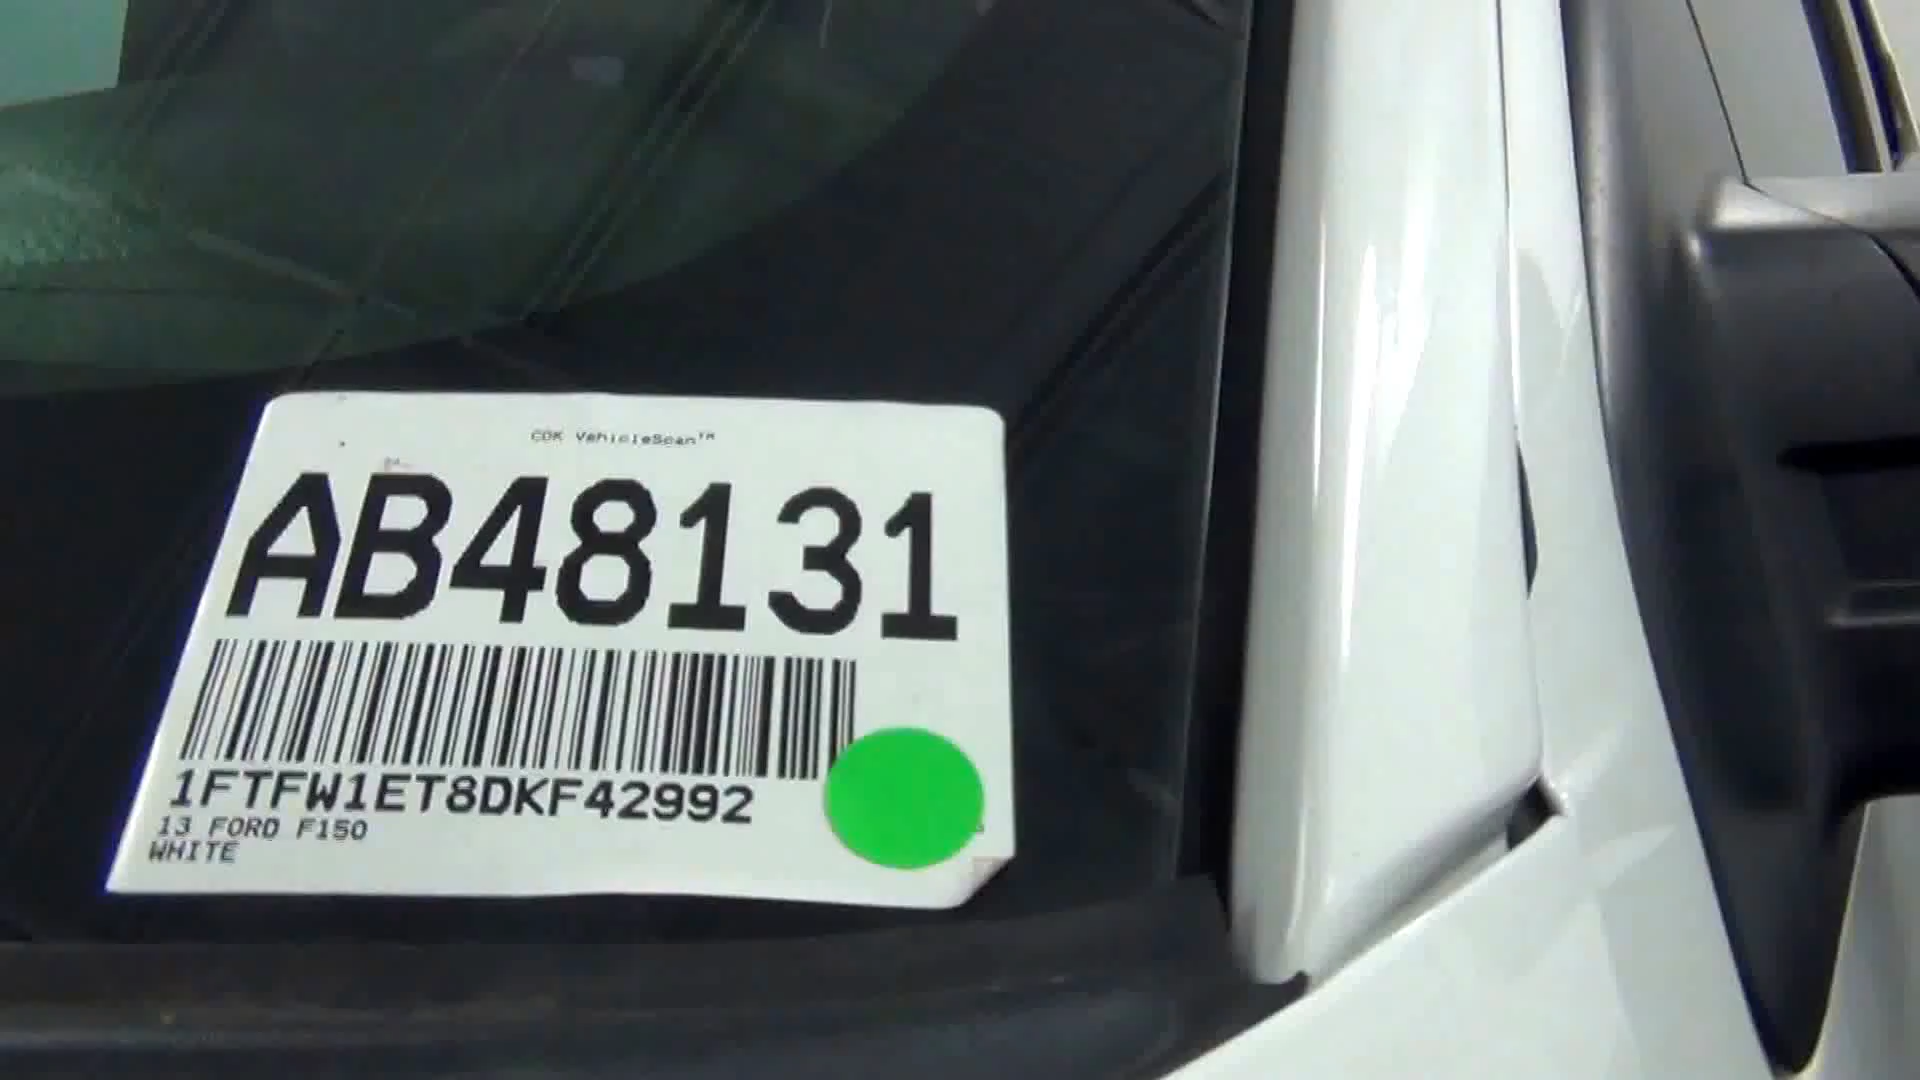 CDK VehicleScan™
AB48131
1FTFW1ET8DKF42992
13 FORD F150
WHITE